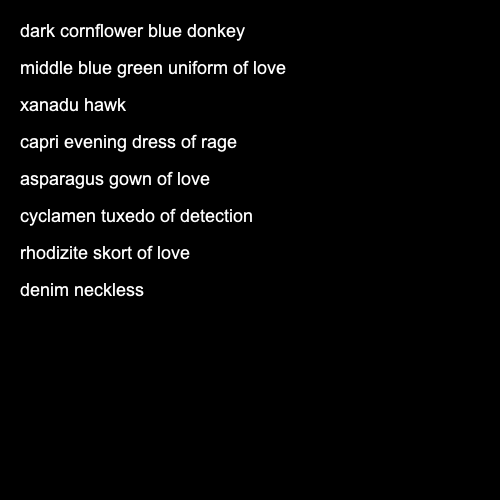 dark cornflower blue donkey
middle blue green uniform of love
xanadu hawk
capri evening dress of rage
asparagus gown of love
cyclamen tuxedo of detection
rhodizite skort of love
denim neckless